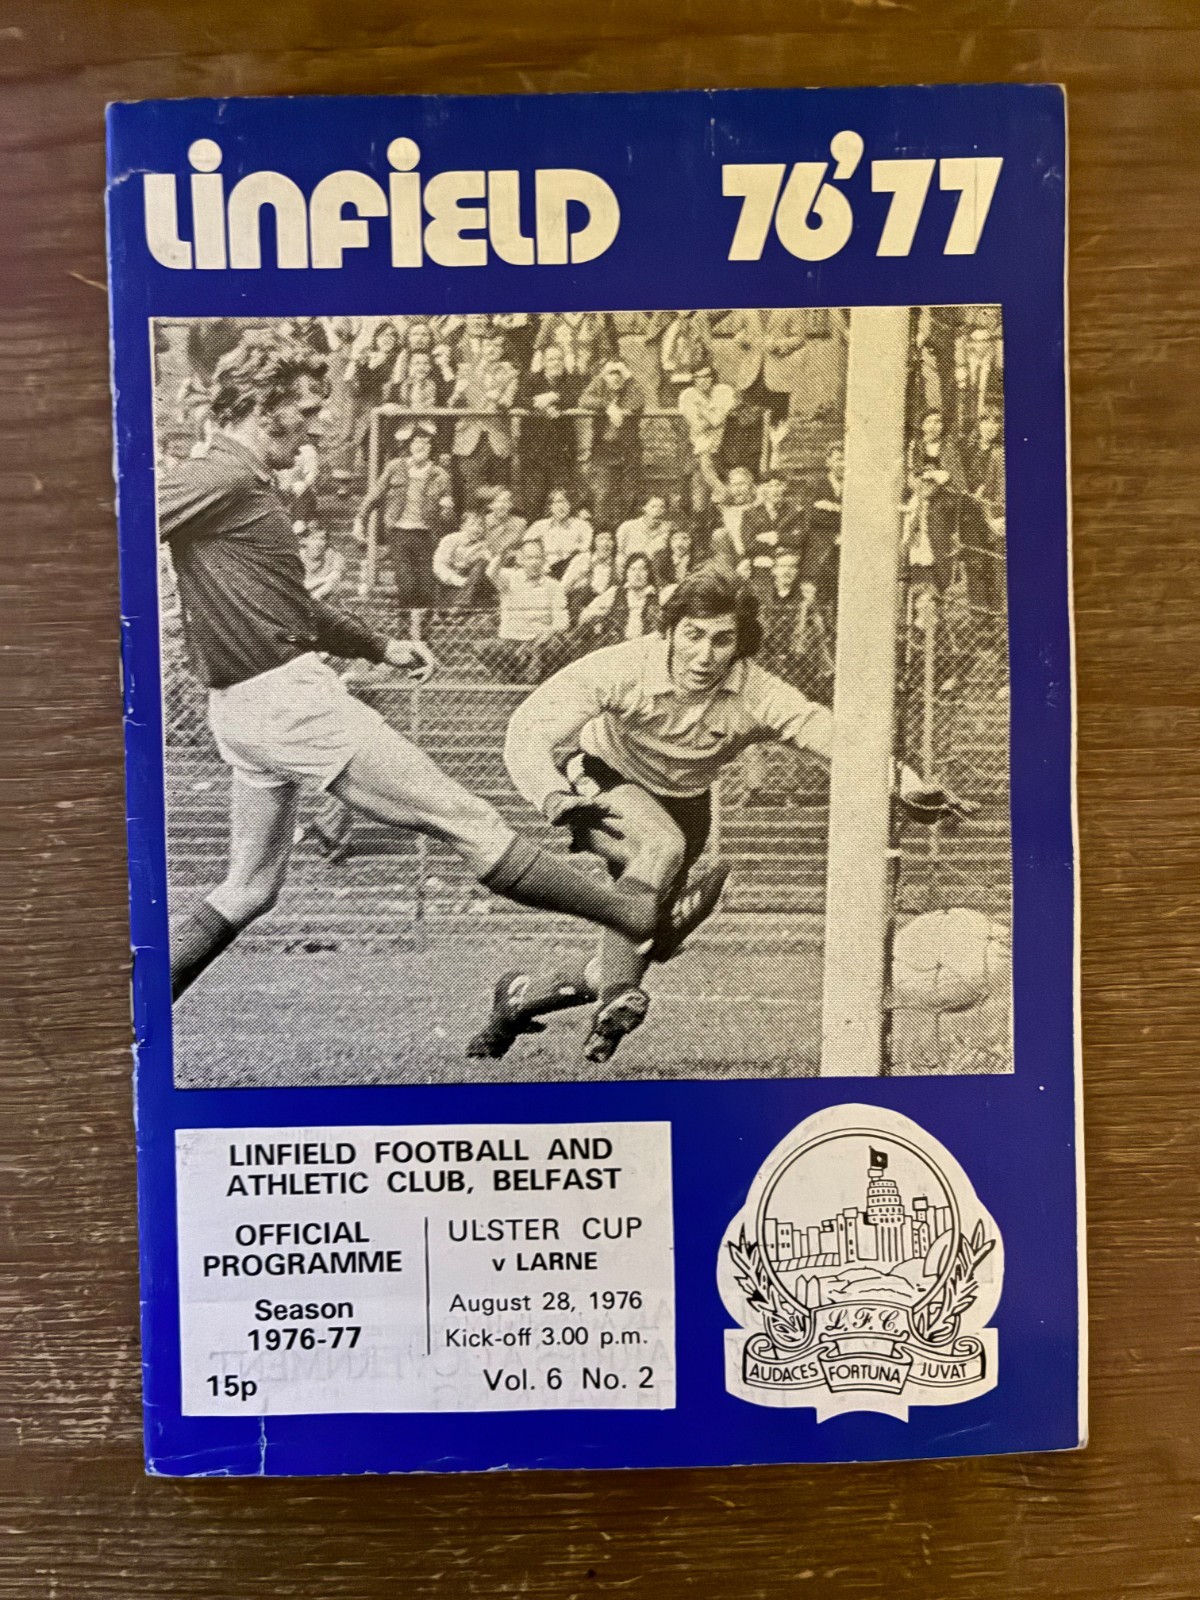 LINFIELD 76'77
LINFIELD FOOTBALL AND
ATHLETIC CLUB, BELFAST
OFFICIAL
PROGRAMME
Season
1976-77
15p
ULSTER CUP
v LARNE
August 28, 1976
Kick-off 3.00 p.m.
Vol. 6 No. 2
L.F.C.
AUDACES FORTUNA JUVAT